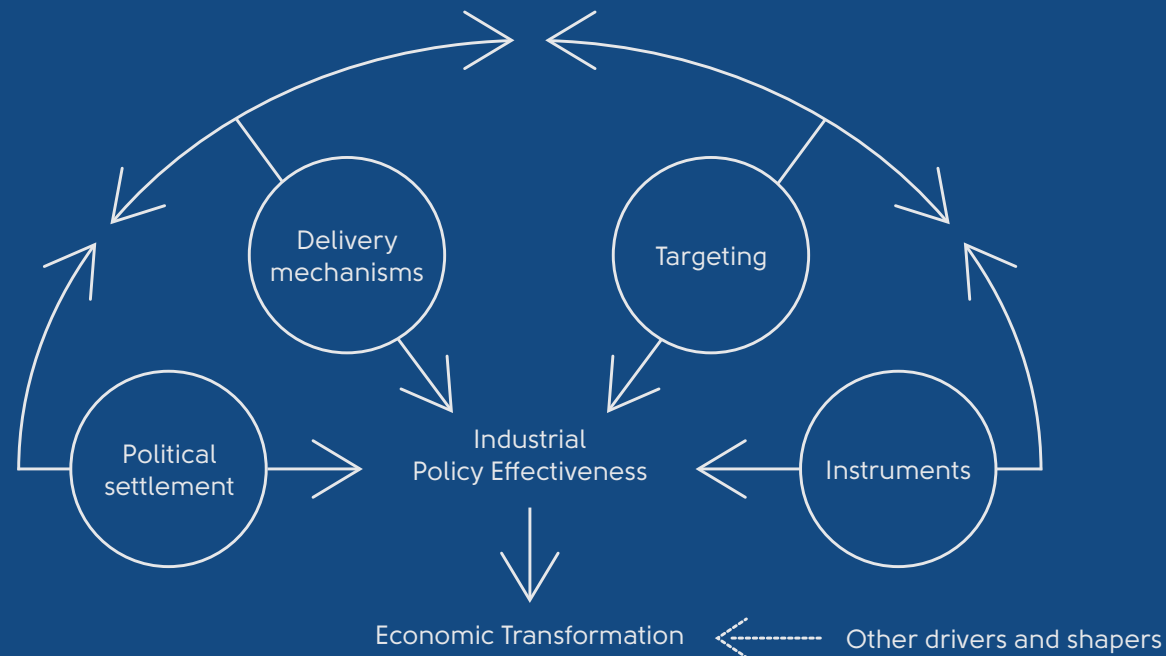 Delivery
mechanisms
Targeting
Political
settlement
Industrial
Policy Effectiveness
Instruments
Economic Transformation
Other drivers and shapers